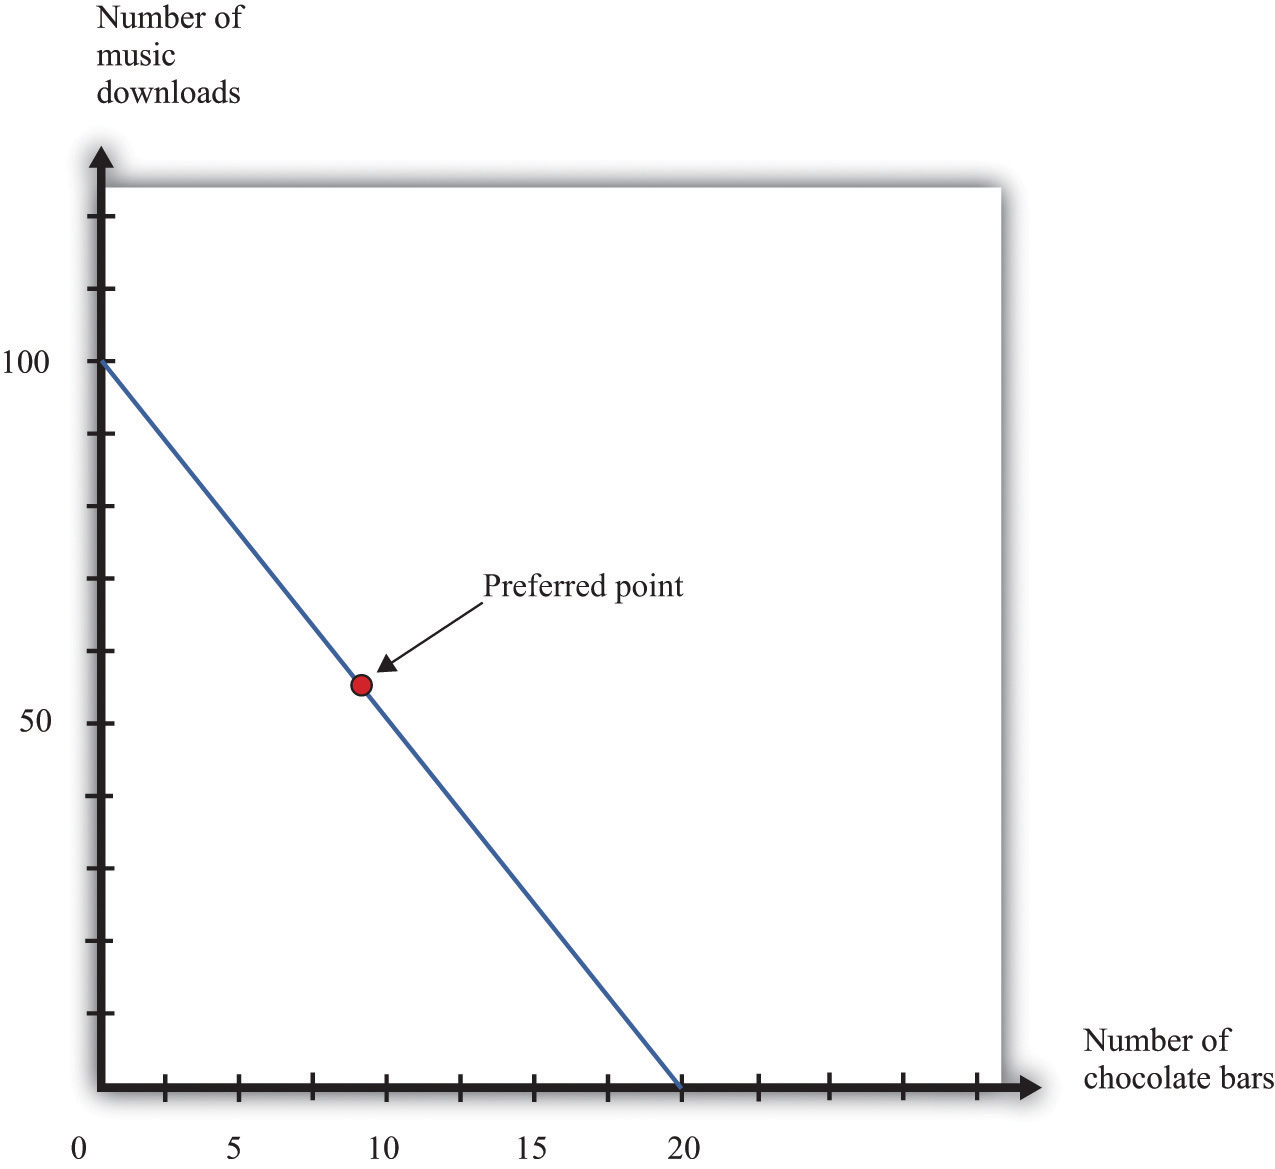 Number of
music
downloads
100
Preferred point
50
Number of
chocolate bars
0 5 10 15 20